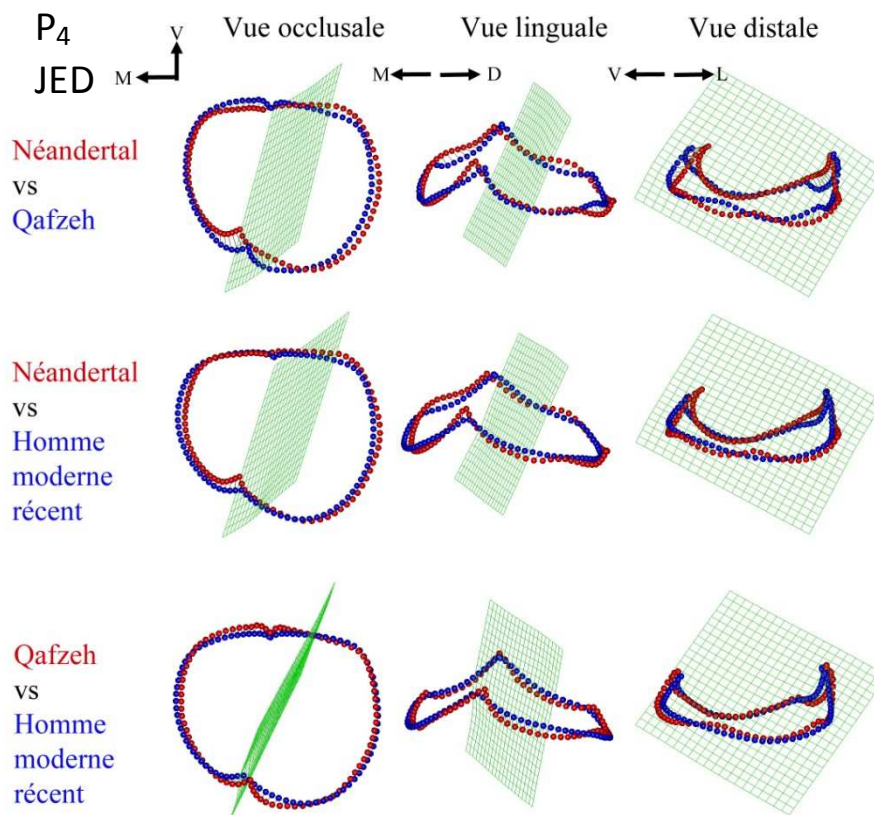 P₄ Vue occlusale Vue linguale Vue distale
V
M M D V L
JED
Néandertal
vs
Qafzeh
Néandertal
vs
Homme
moderne
récent
Qafzeh
vs
Homme
moderne
récent